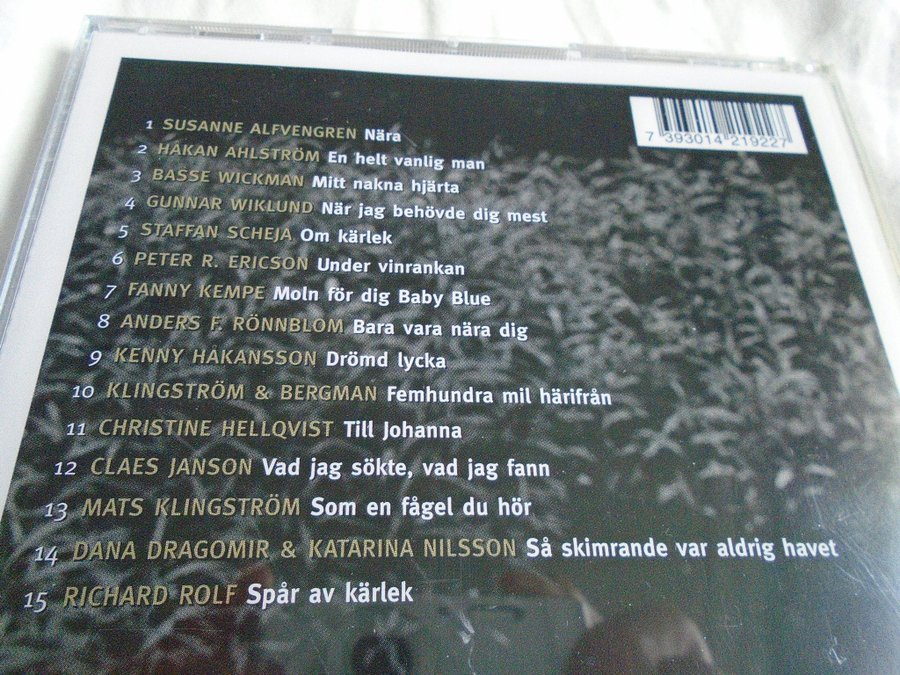 1 SUSANNE ALFVENGREN Nära
2 HÅKAN AHLSTRÖM En helt vanlig man
3 BASSE WICKMAN Mitt nakna hjärta
4 GUNNAR WIKLUND När jag behövde dig mest
5 STAFFAN SCHEJA Om kärlek
6 PETER R. ERICSON Under vinrankan
7 FANNY KEMPE Moln för dig Baby Blue
8 ANDERS F. RÖNNBLOM Bara vara nära dig
9 KENNY HÅKANSSON Drömd lycka
10 KLINGSTRÖM & BERGMAN Femhundra mil härifrån
11 CHRISTINE HELLQVIST Till Johanna
12 CLAES JANSON Vad jag sökte, vad jag fann
13 MATS KLINGSTRÖM Som en fågel du hör
14 DANA DRAGOMIR & KATARINA NILSSON Så skimrande var aldrig havet
15 RICHARD ROLF Spår av kärlek
7 393014 219227